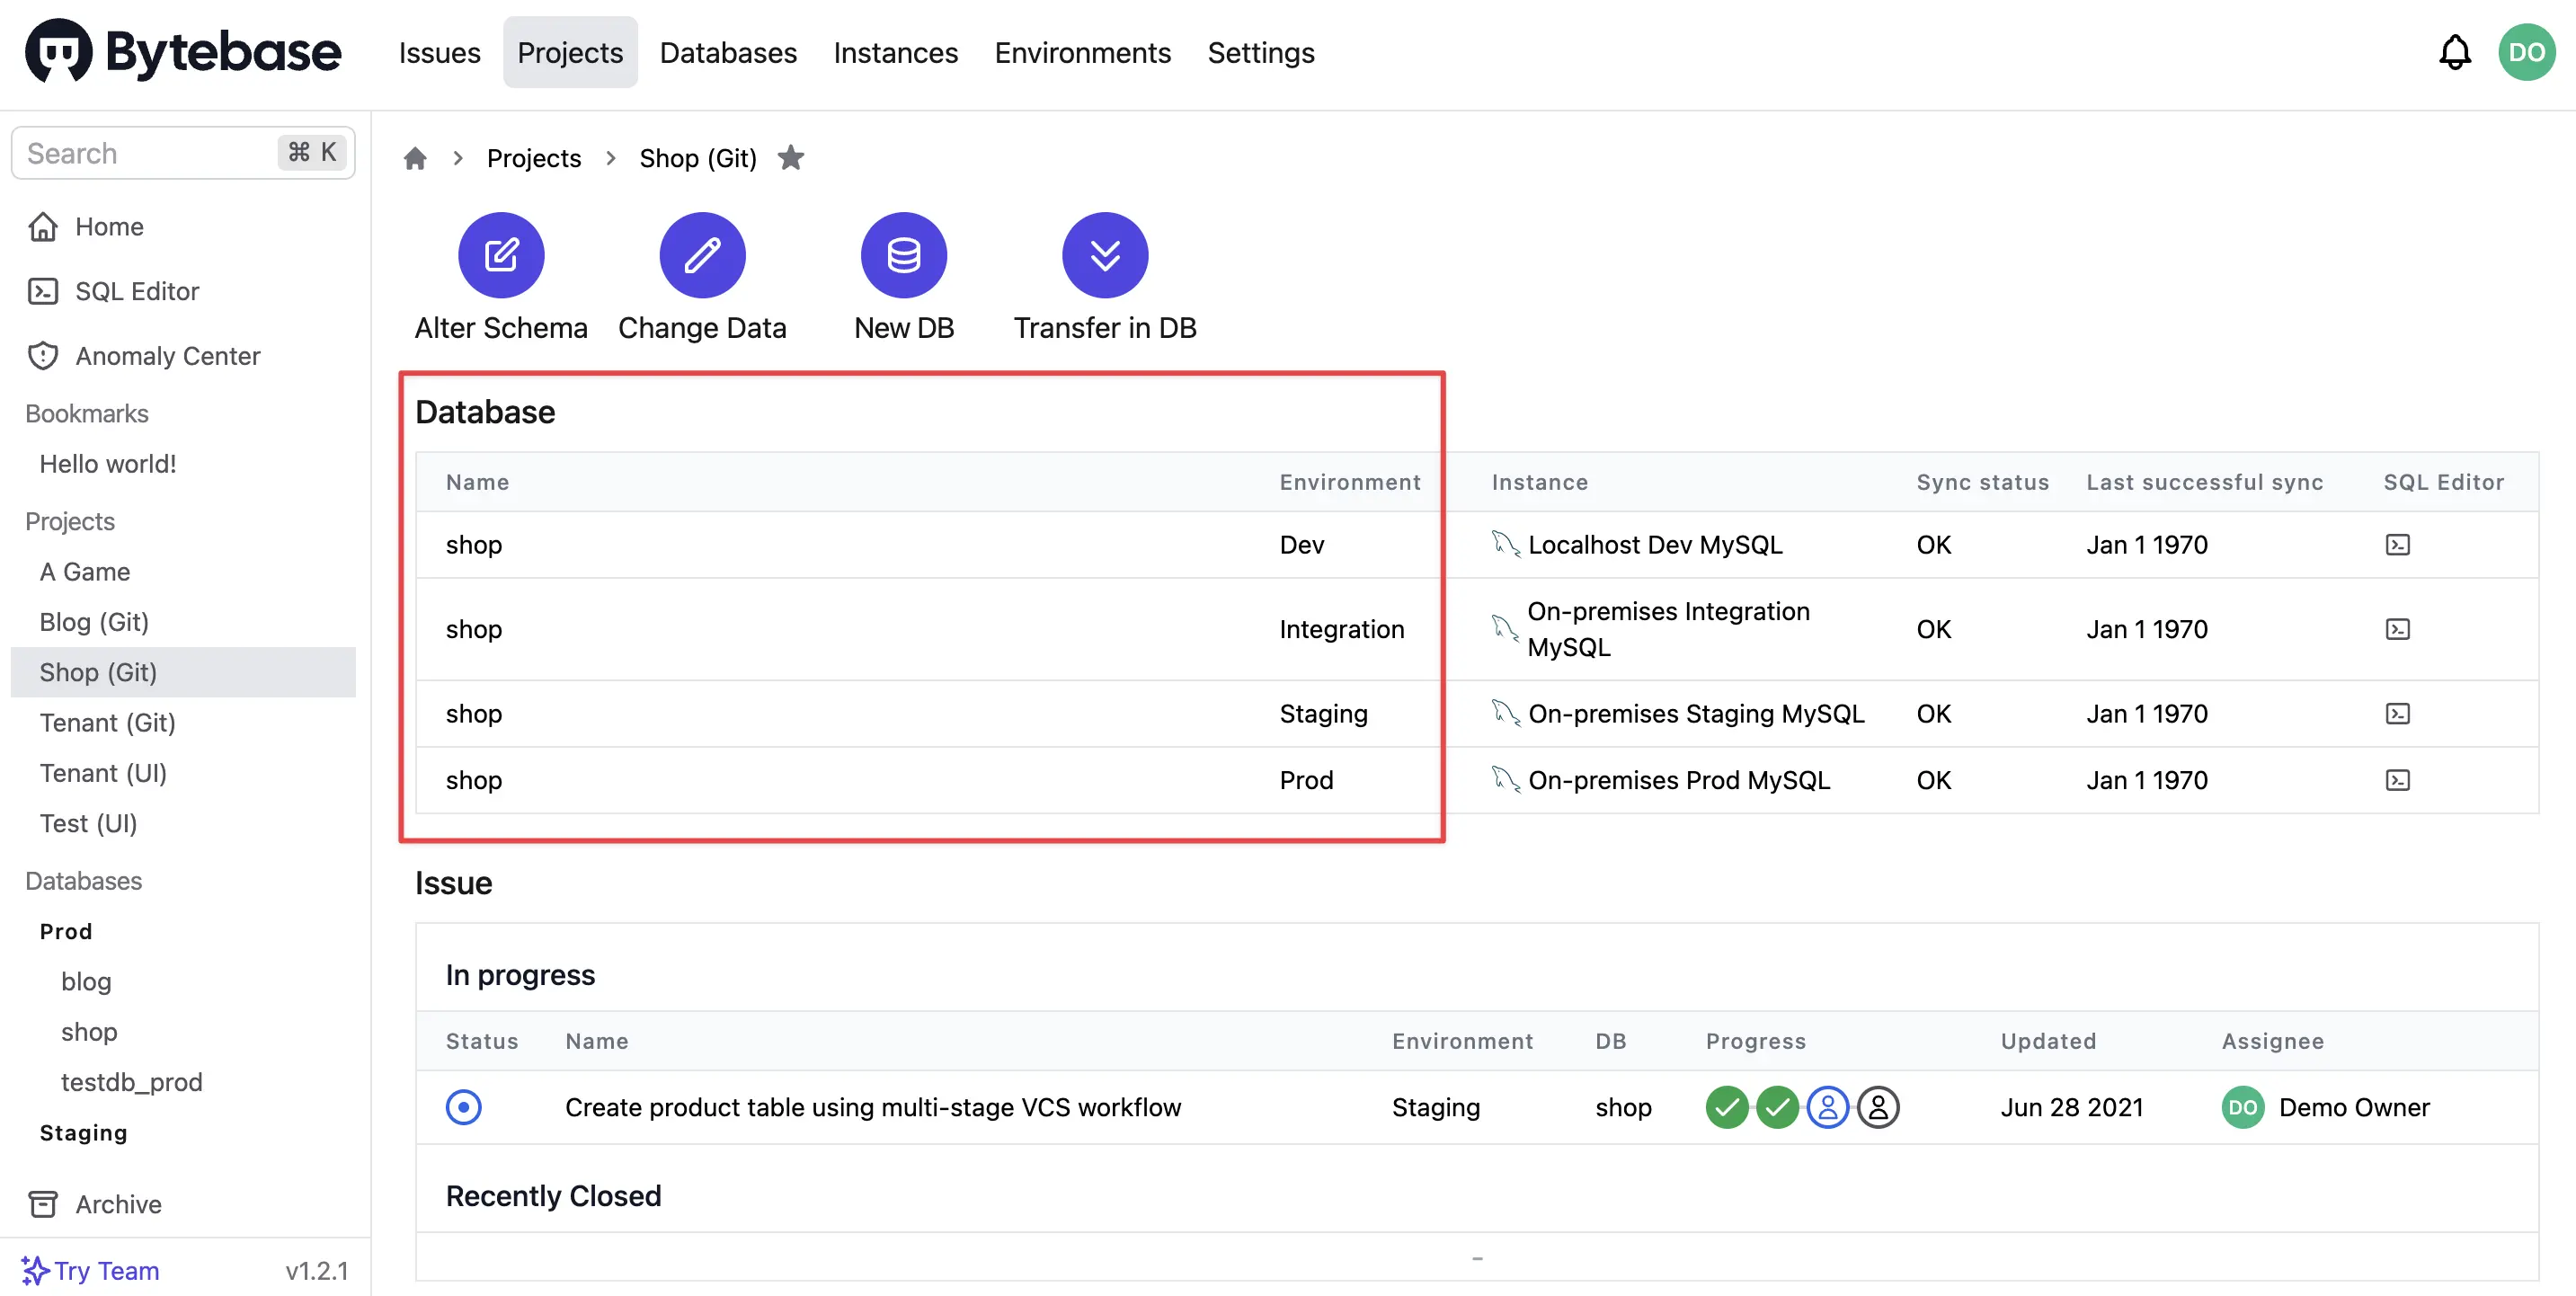 Bytebase Issues Projects Databases Instances Environments Settings DO
Search ⌘ K
Home
SQL Editor
Anomaly Center
Bookmarks
Hello world!
Projects
A Game
Blog (Git)
Shop (Git)
Tenant (Git)
Tenant (UI)
Test (UI)
Databases
Prod
blog
shop
testdb_prod
Staging
Archive
Try Team v1.2.1
Projects Shop (Git)
Alter Schema Change Data New DB Transfer in DB
Database
Name Environment Instance Sync status Last successful sync SQL Editor
shop Dev Localhost Dev MySQL OK Jan 1 1970
shop Integration On-premises Integration MySQL OK Jan 1 1970
shop Staging On-premises Staging MySQL OK Jan 1 1970
shop Prod On-premises Prod MySQL OK Jan 1 1970
Issue
In progress
Status Name Environment DB Progress Updated Assignee
Create product table using multi-stage VCS workflow Staging shop Jun 28 2021 DO Demo Owner
Recently Closed
-